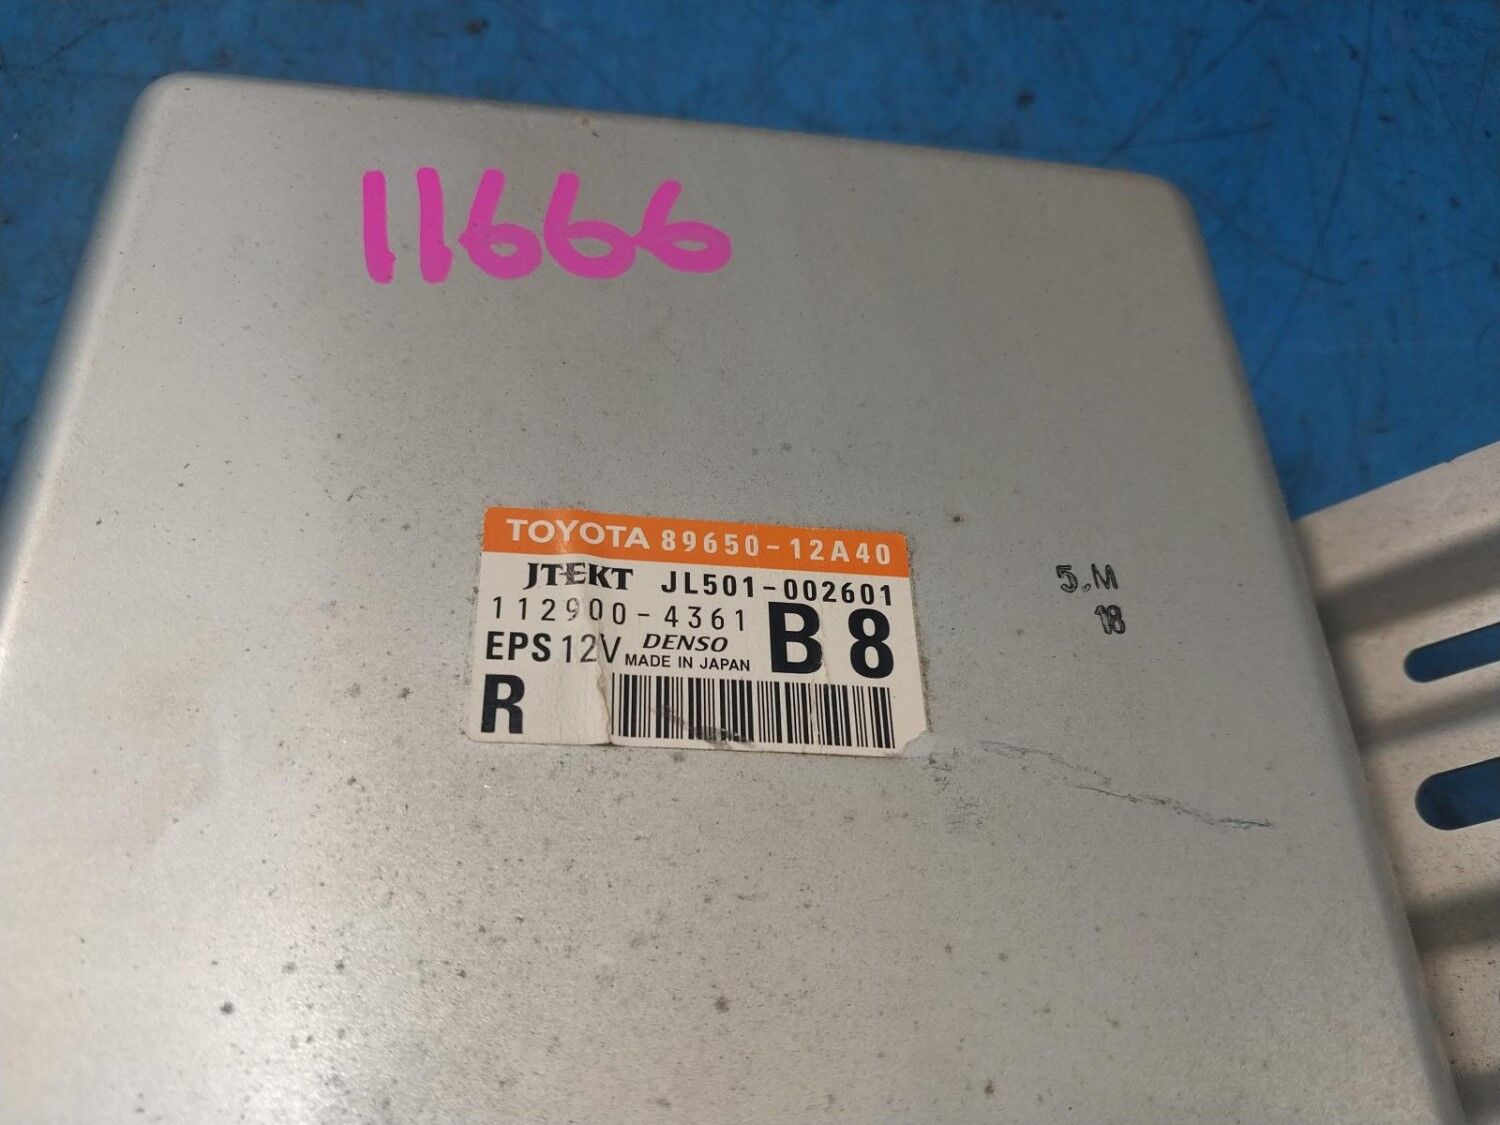 11666
TOYOTA 89650-12A40
JTEKT JL501-002601
112900-4361 B8
EPS 12V DENSO
MADE IN JAPAN
R
5.M
18